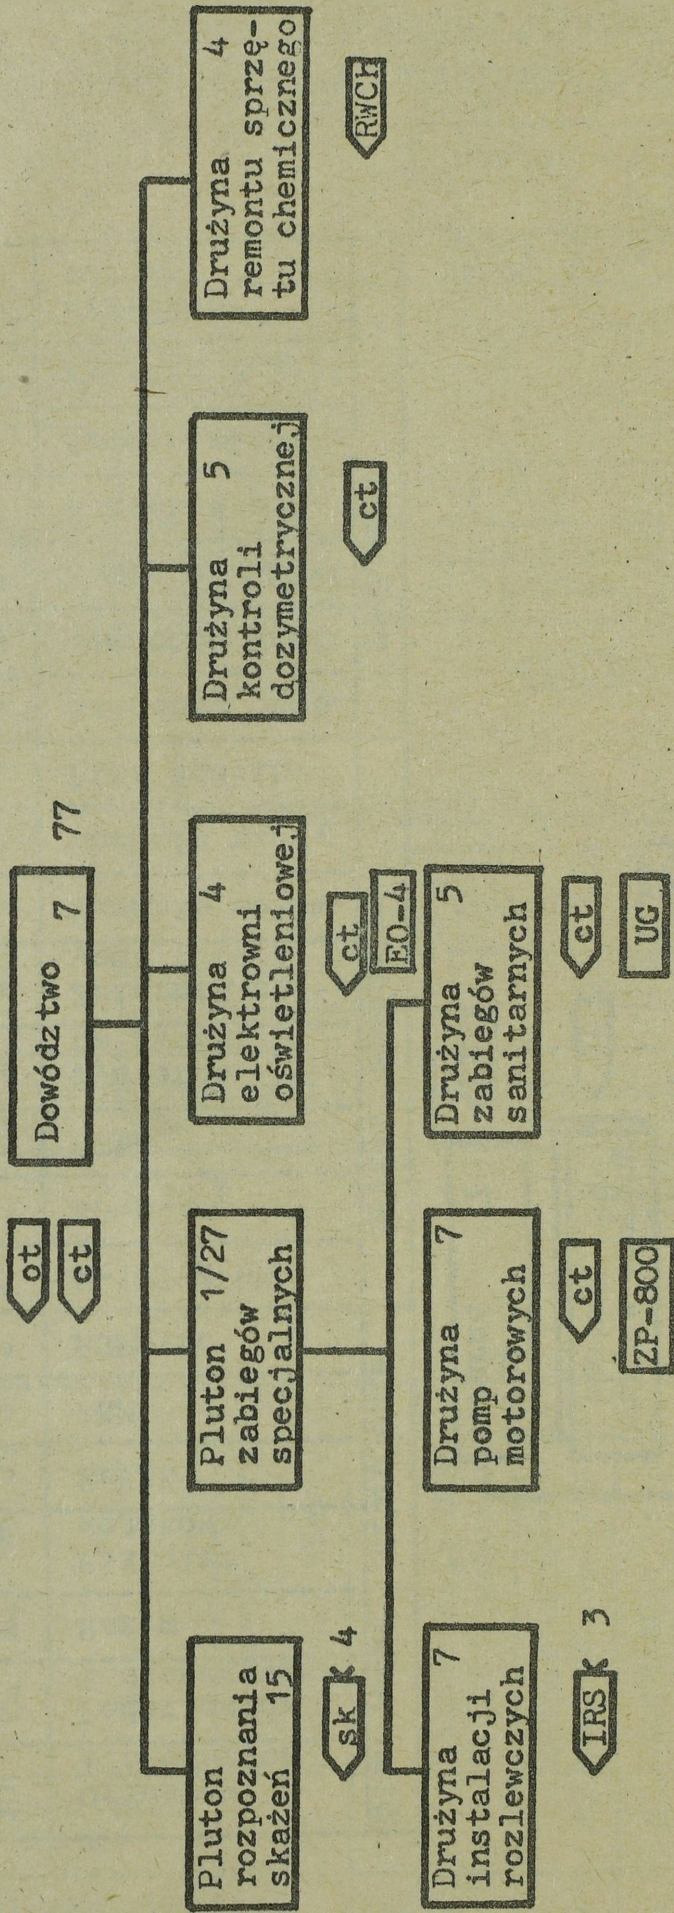 ot
ct
Dowództwo 7
77
Pluton
rozpoznania
skażeń 15
sk
4
Pluton 1/27
zabiegów
specjalnych
Drużyna 4
elektrowni
oświetleniowej
ct
EO-4
Drużyna 5
kontroli
dozymetrycznej
ct
Drużyna 4
remontu sprzę-
tu chemicznego
RWCh
Drużyna 7
instalacji
rozlewczych
IRS
3
Drużyna 7
pomp
motorowych
ct
ZP-800
Drużyna 5
zabiegów
sanitarnych
ct
UG